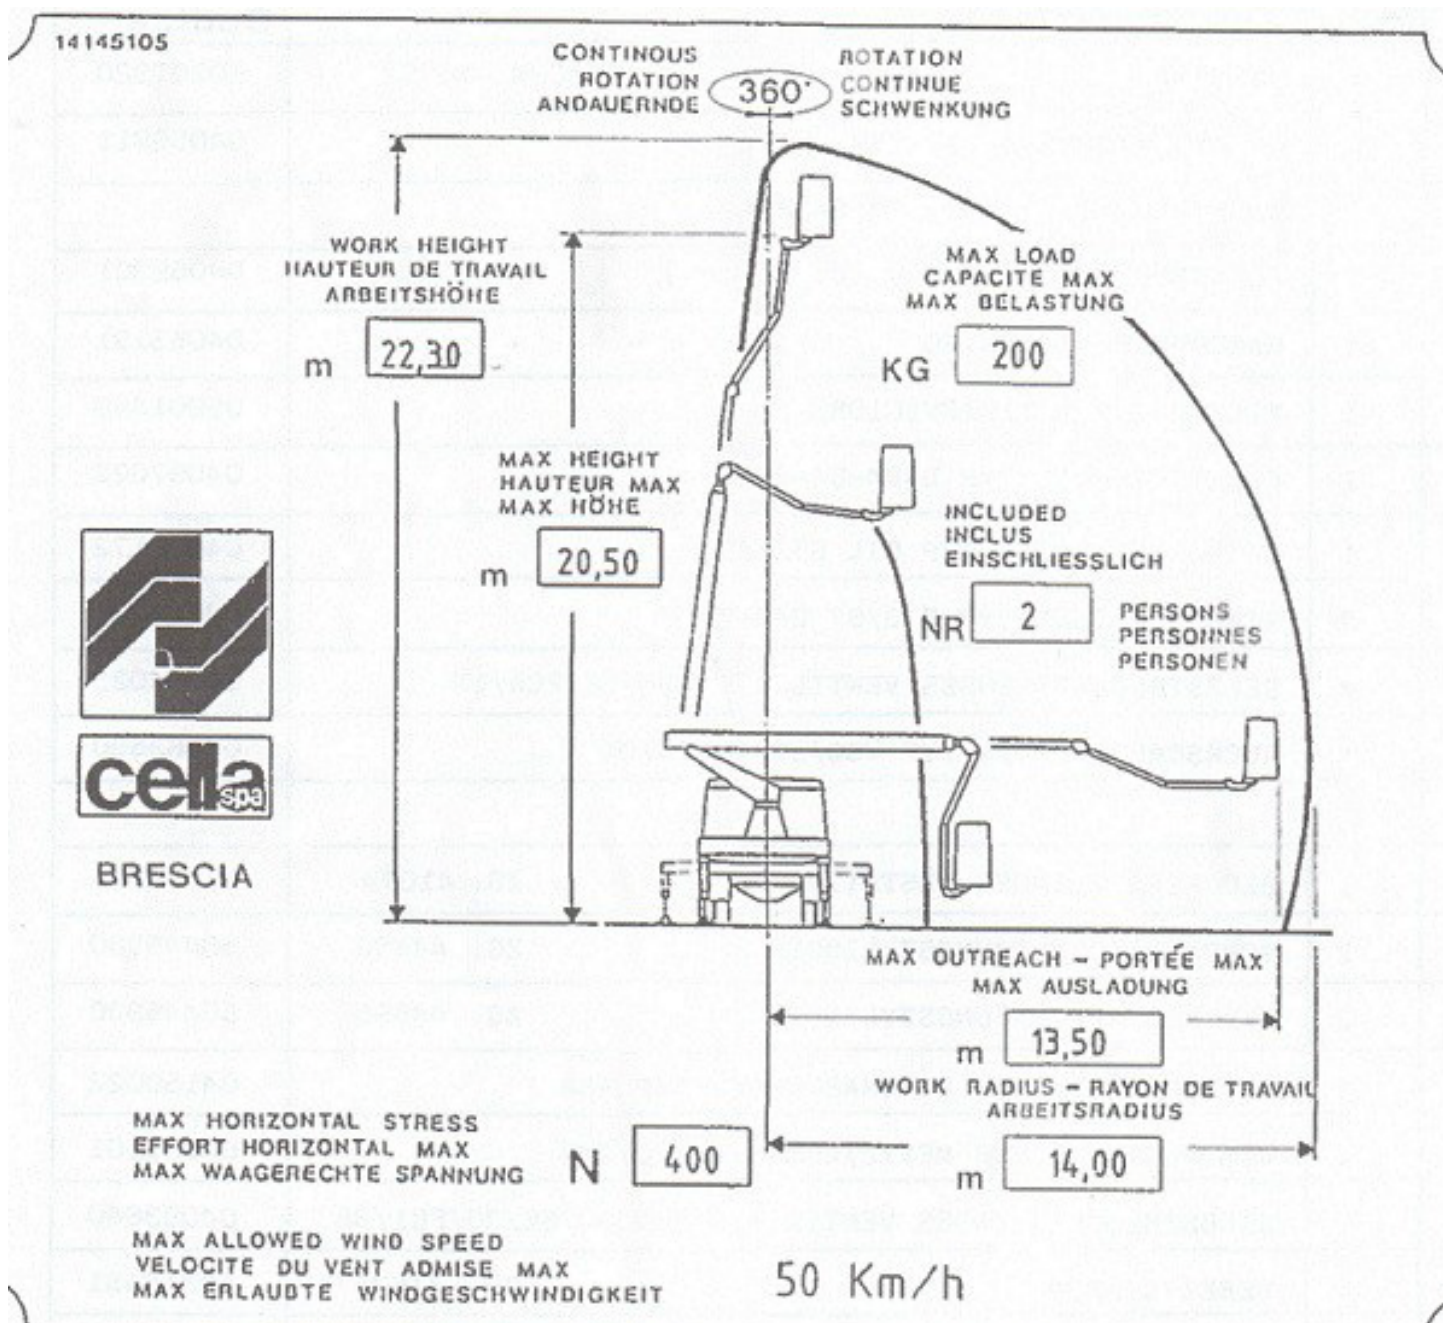 14145105
CONTINOUS
ROTATION
ANDAUERNDE
360°
ROTATION
CONTINUE
SCHWENKUNG
WORK HEIGHT
HAUTEUR DE TRAVAIL
ARBEITSHÖHE
m 22,30
MAX LOAD
CAPACITE MAX
MAX BELASTUNG
KG 200
MAX HEIGHT
HAUTEUR MAX
MAX HÖHE
m 20,50
INCLUDED
INCLUS
EINSCHLIESSLICH
NR 2
PERSONS
PERSONNES
PERSONEN
cella spa
BRESCIA
MAX OUTREACH - PORTÉE MAX
MAX AUSLADUNG
m 13,50
WORK RADIUS - RAYON DE TRAVAIL
ARBEITSRADIUS
m 14,00
MAX HORIZONTAL STRESS
EFFORT HORIZONTAL MAX
MAX WAAGERECHTE SPANNUNG
N 400
MAX ALLOWED WIND SPEED
VELOCITE DU VENT ADMISE MAX
MAX ERLAUBTE WINDGESCHWINDIGKEIT
50 Km/h